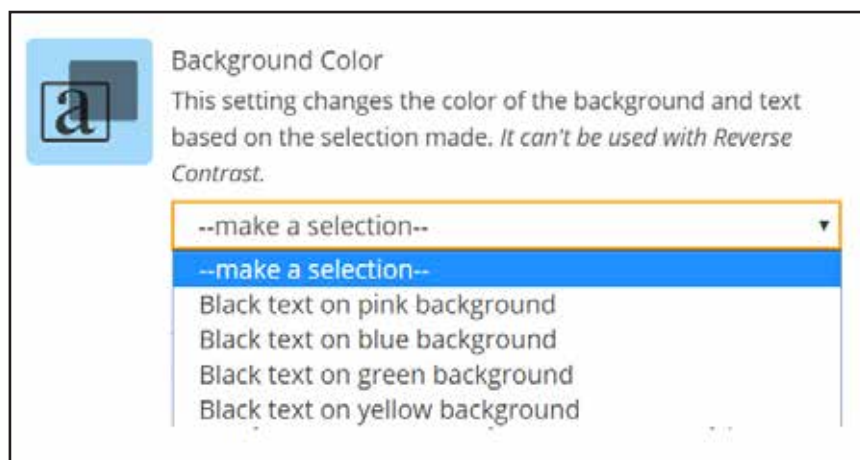 a
Background Color
This setting changes the color of the background and text
based on the selection made. It can't be used with Reverse
Contrast.
--make a selection--
--make a selection--
Black text on pink background
Black text on blue background
Black text on green background
Black text on yellow background